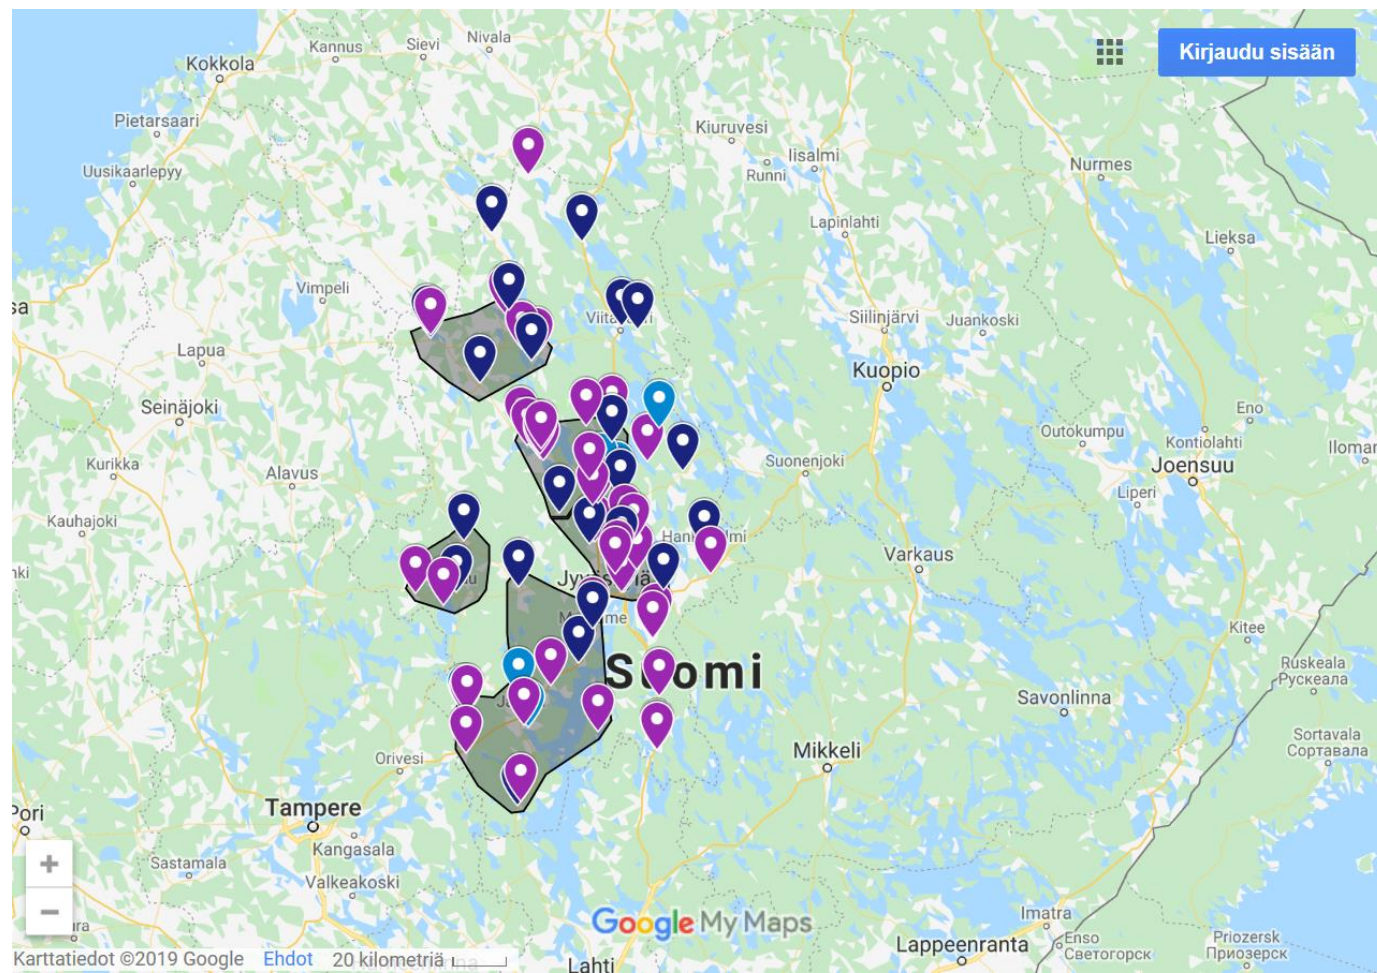 Kirjaudu sisään
Nivala
Sievi
Kannus
Kokkola
Pietarsaari
Kiuruvesi
Iisalmi
Runni
Nurmes
Uusikaarlepyy
Lapinlahti
Lieksa
Vimpeli
Siilinjärvi
Juankoski
Lapua
Kuopio
Seinäjoki
Eno
Outokumpu
Kontiolahti
Kurikka
Alavus
Suonenjoki
Joensuu
Liperi
Kauhajoki
Varkaus
Kitee
Suomi
Ruskeala
Рускеала
Savonlinna
Sortavala
Сортавала
Mikkeli
Orivesi
Tampere
Pori
Kangasala
Sastamala
Valkeakoski
Google My Maps
Imatra
Lappeenranta
Enso
Светогорск
Priozersk
Приозерск
Karttatiedot ©2019 Google Ehdot 20 kilometriä
Lahti